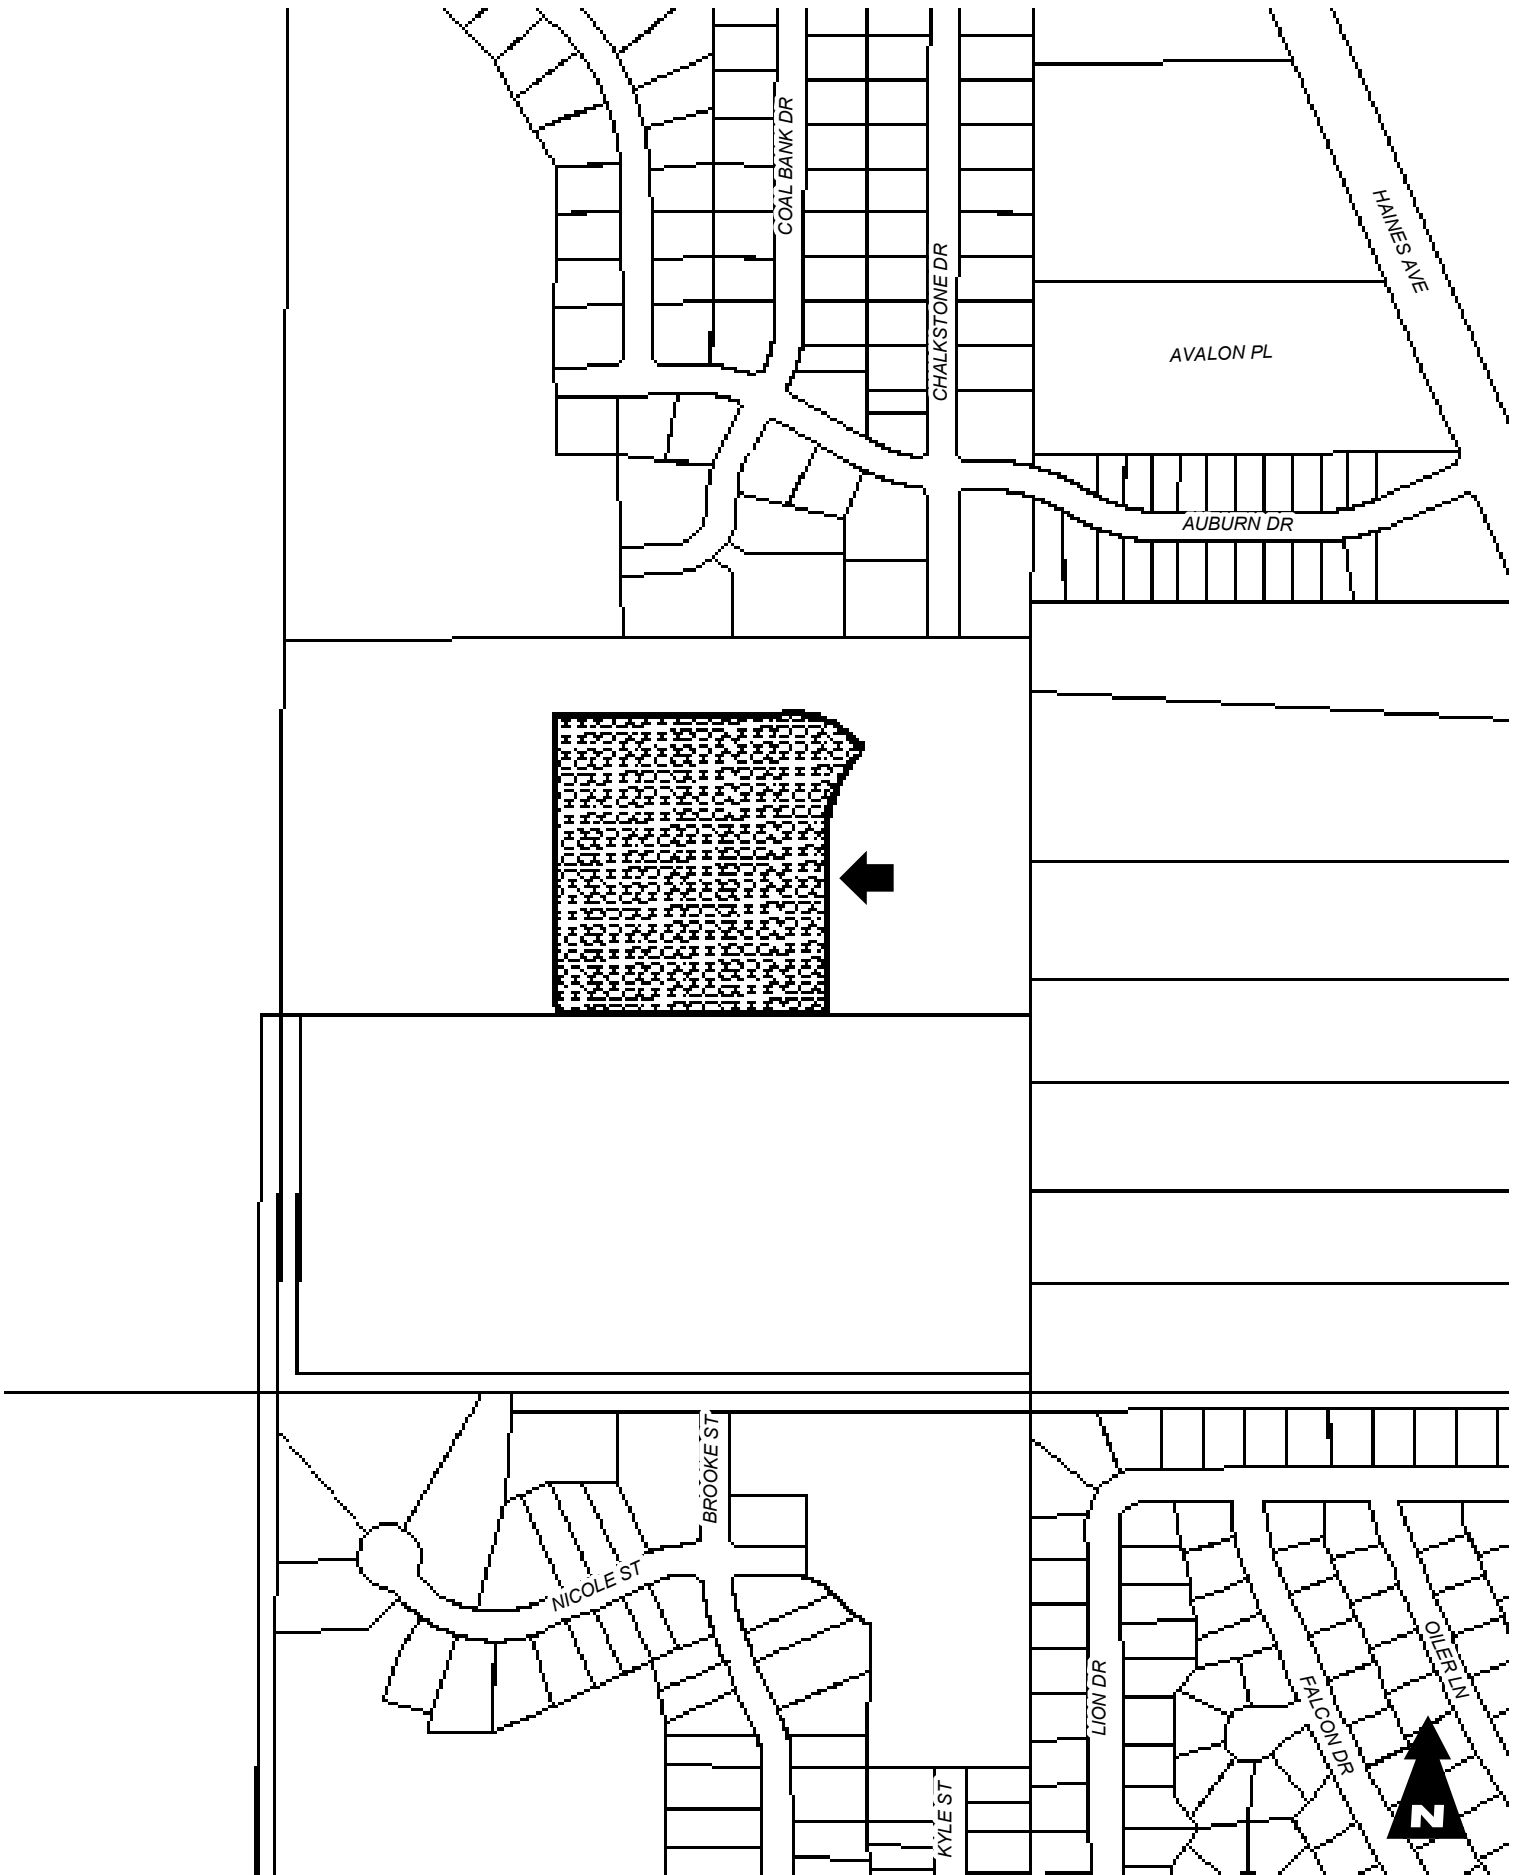 COAL BANK DR
HAINES AVE
CHALKSTONE DR
AVALON PL
AUBURN DR
BROOKE ST
NICOLE ST
OILER LN
LION DR
FALCON DR
KYLE ST
N